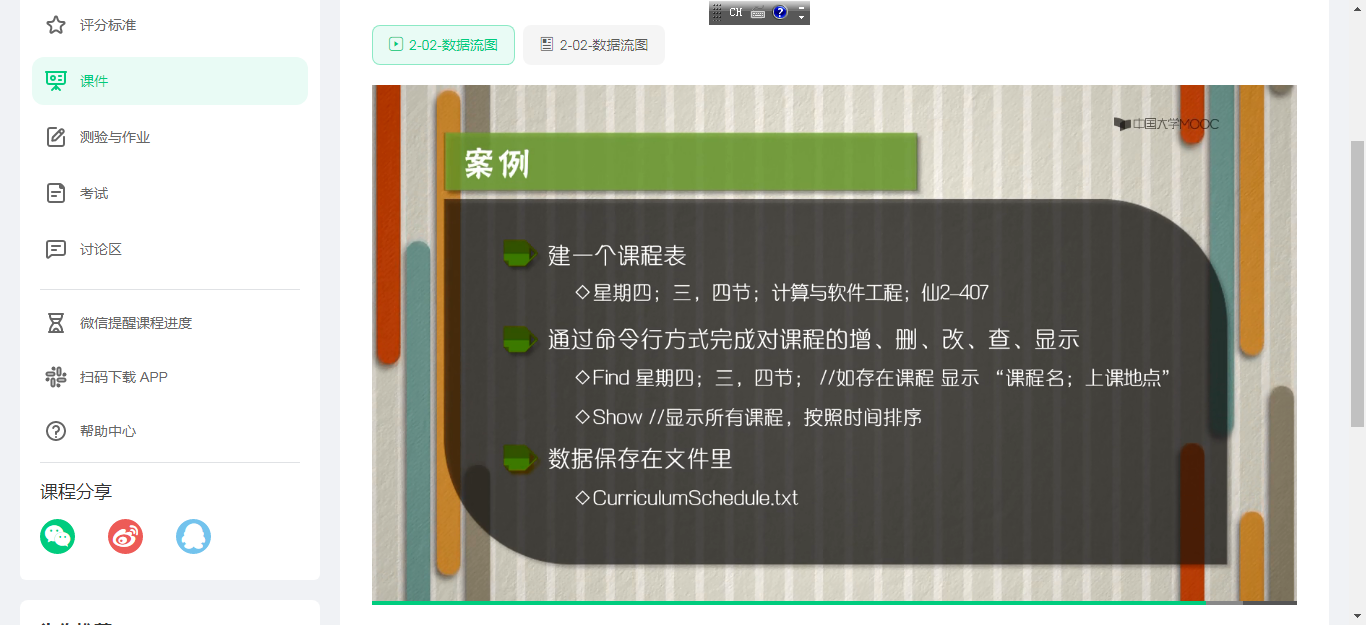 CH
评分标准
课件
测验与作业
考试
讨论区
微信提醒课程进度
扫码下载 APP
帮助中心
课程分享
2-02-数据流图
2-02-数据流图
中国大学MOOC
案例
建一个课程表
◇星期四；三，四节；计算与软件工程；仙2-407
通过命令行方式完成对课程的增、删、改、查、显示
◇Find 星期四；三，四节； //如存在课程 显示 “课程名；上课地点”
◇Show //显示所有课程，按照时间排序
数据保存在文件里
◇CurriculumSchedule.txt